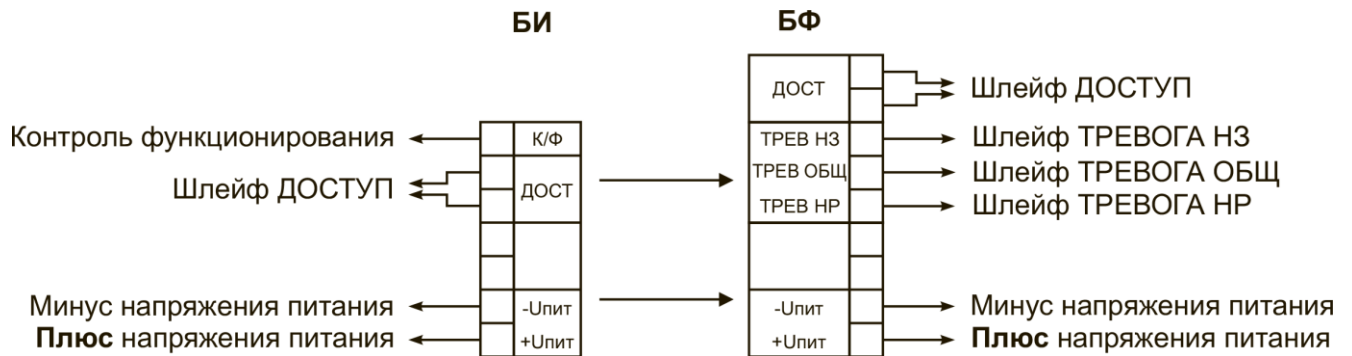 БИ
БФ
Контроль функционирования
Шлейф ДОСТУП
Минус напряжения питания
Плюс напряжения питания
К/Ф
ДОСТ
-Uпит
+Uпит
ДОСТ
ТРЕВ НЗ
ТРЕВ ОБЩ
ТРЕВ НР
-Uпит
+Uпит
Шлейф ДОСТУП
Шлейф ТРЕВОГА НЗ
Шлейф ТРЕВОГА ОБЩ
Шлейф ТРЕВОГА НР
Минус напряжения питания
Плюс напряжения питания